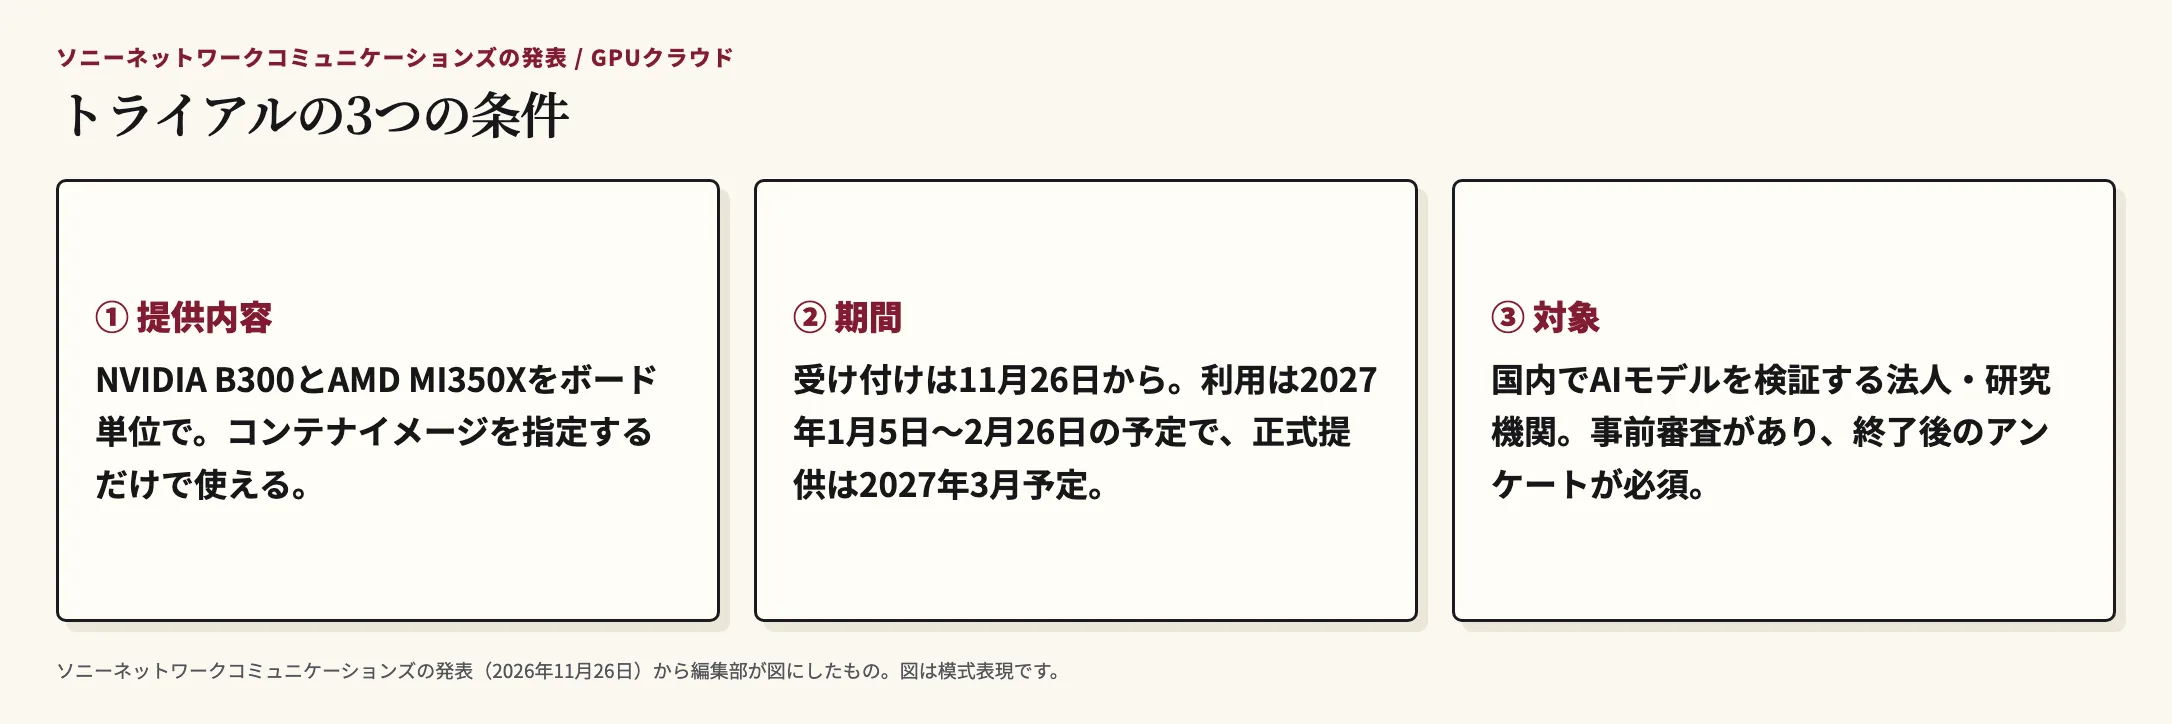 ソニーネットワークコミュニケーションズの発表 / GPUクラウド
トライアルの3つの条件
① 提供内容
NVIDIA B300とAMD MI350Xをボード
単位で。コンテナイメージを指定する
だけで使える。
② 期間
受け付けは11月26日から。利用は2027
年1月5日〜2月26日の予定で、正式提
供は2027年3月予定。
③ 対象
国内でAIモデルを検証する法人・研究
機関。事前審査があり、終了後のアン
ケートが必須。
ソニーネットワークコミュニケーションズの発表（2026年11月26日）から編集部が図にしたもの。図は模式表現です。